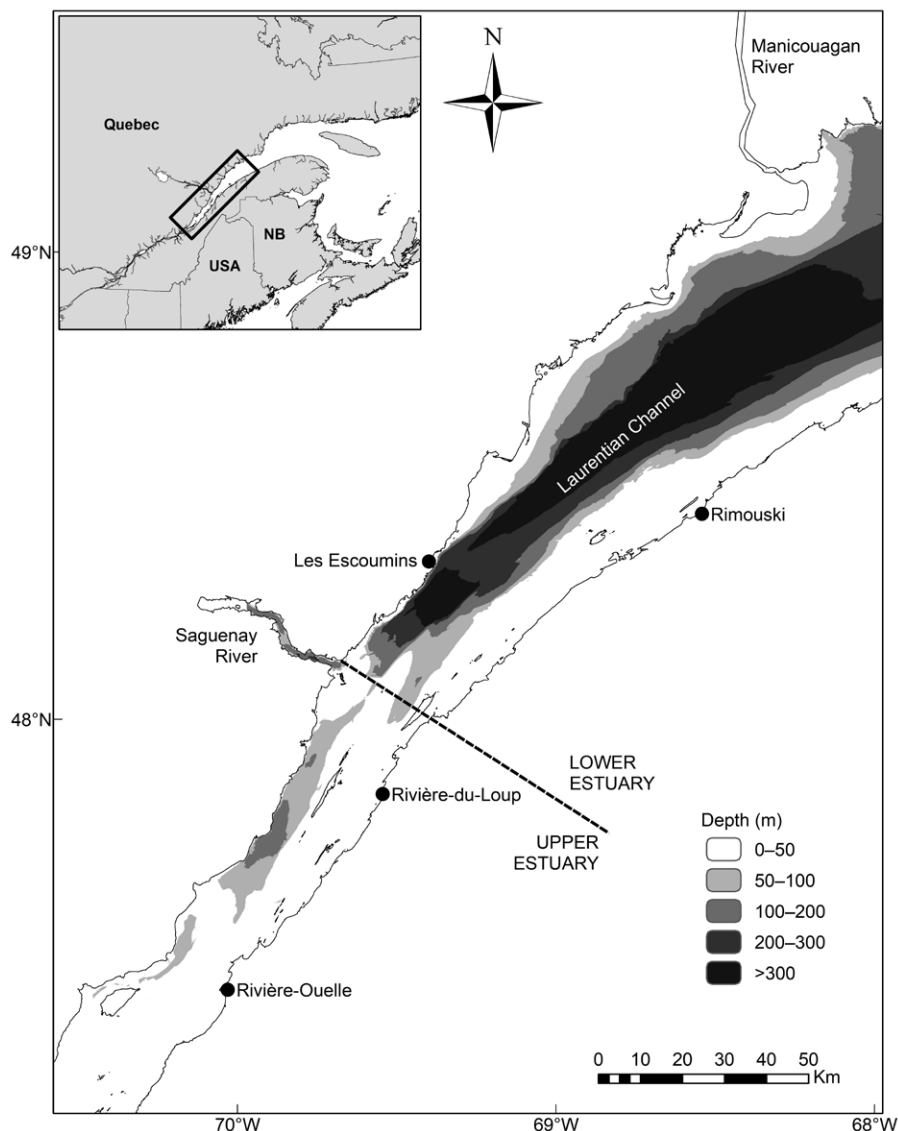 N
Manicouagan
River
Quebec
NB
USA
49°N
Laurentian Channel
Rimouski
Les Escoumins
Saguenay
River
48°N
LOWER
ESTUARY
Rivière-du-Loup
UPPER
ESTUARY
Depth (m)
0–50
50–100
100–200
200–300
>300
Rivière-Ouelle
0 10 20 30 40 50
Km
70°W 69°W 68°W